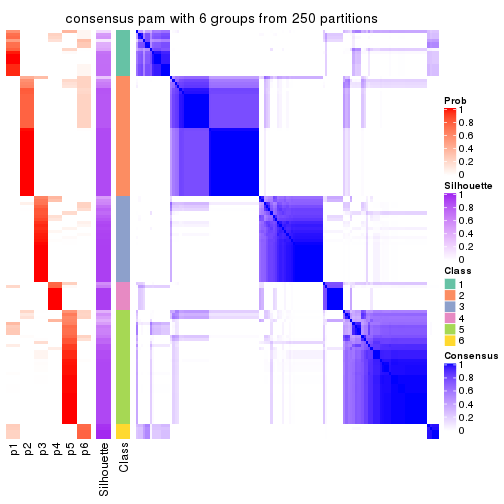 consensus pam with 6 groups from 250 partitions
Prob
1
0.8
0.6
0.4
0.2
0
Silhouette
1
0.8
0.6
0.4
0.2
0
Class
1
2
3
4
5
6
Consensus
1
0.8
0.6
0.4
0.2
0
p1
p2
p3
p4
p5
p6
Silhouette
Class